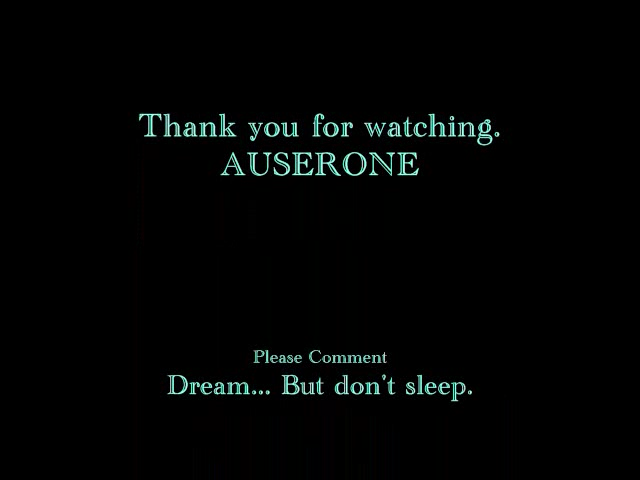 Thank you for watching.
AUSERONE
Please Comment
Dream... But don't sleep.